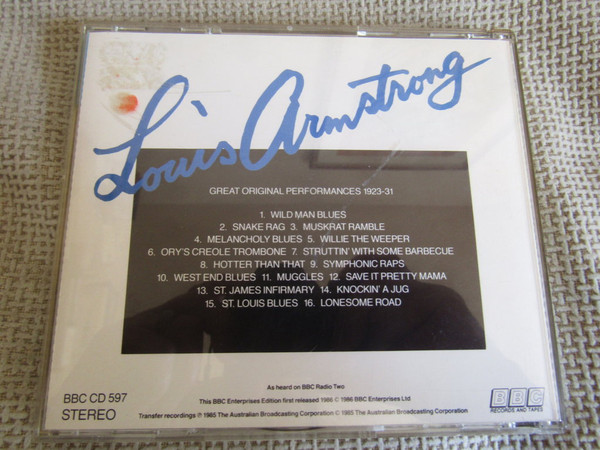 Louis Armstrong
GREAT ORIGINAL PERFORMANCES 1923-31
1. WILD MAN BLUES
2. SNAKE RAG 3. MUSKRAT RAMBLE
4. MELANCHOLY BLUES 5. WILLIE THE WEEPER
6. ORY'S CREOLE TROMBONE 7. STRUTTIN' WITH SOME BARBECUE
8. HOTTER THAN THAT 9. SYMPHONIC RAPS
10. WEST END BLUES 11. MUGGLES 12. SAVE IT PRETTY MAMA
13. ST. JAMES INFIRMARY 14. KNOCKIN' A JUG
15. ST. LOUIS BLUES 16. LONESOME ROAD
As heard on BBC Radio Two
BBC CD 597
This BBC Enterprises Edition first released 1986 © 1986 BBC Enterprises Ltd
STEREO
Transfer recordings ℗ 1985 The Australian Broadcasting Corporation © 1985 The Australian Broadcasting Corporation
BBC
RECORDS AND TAPES